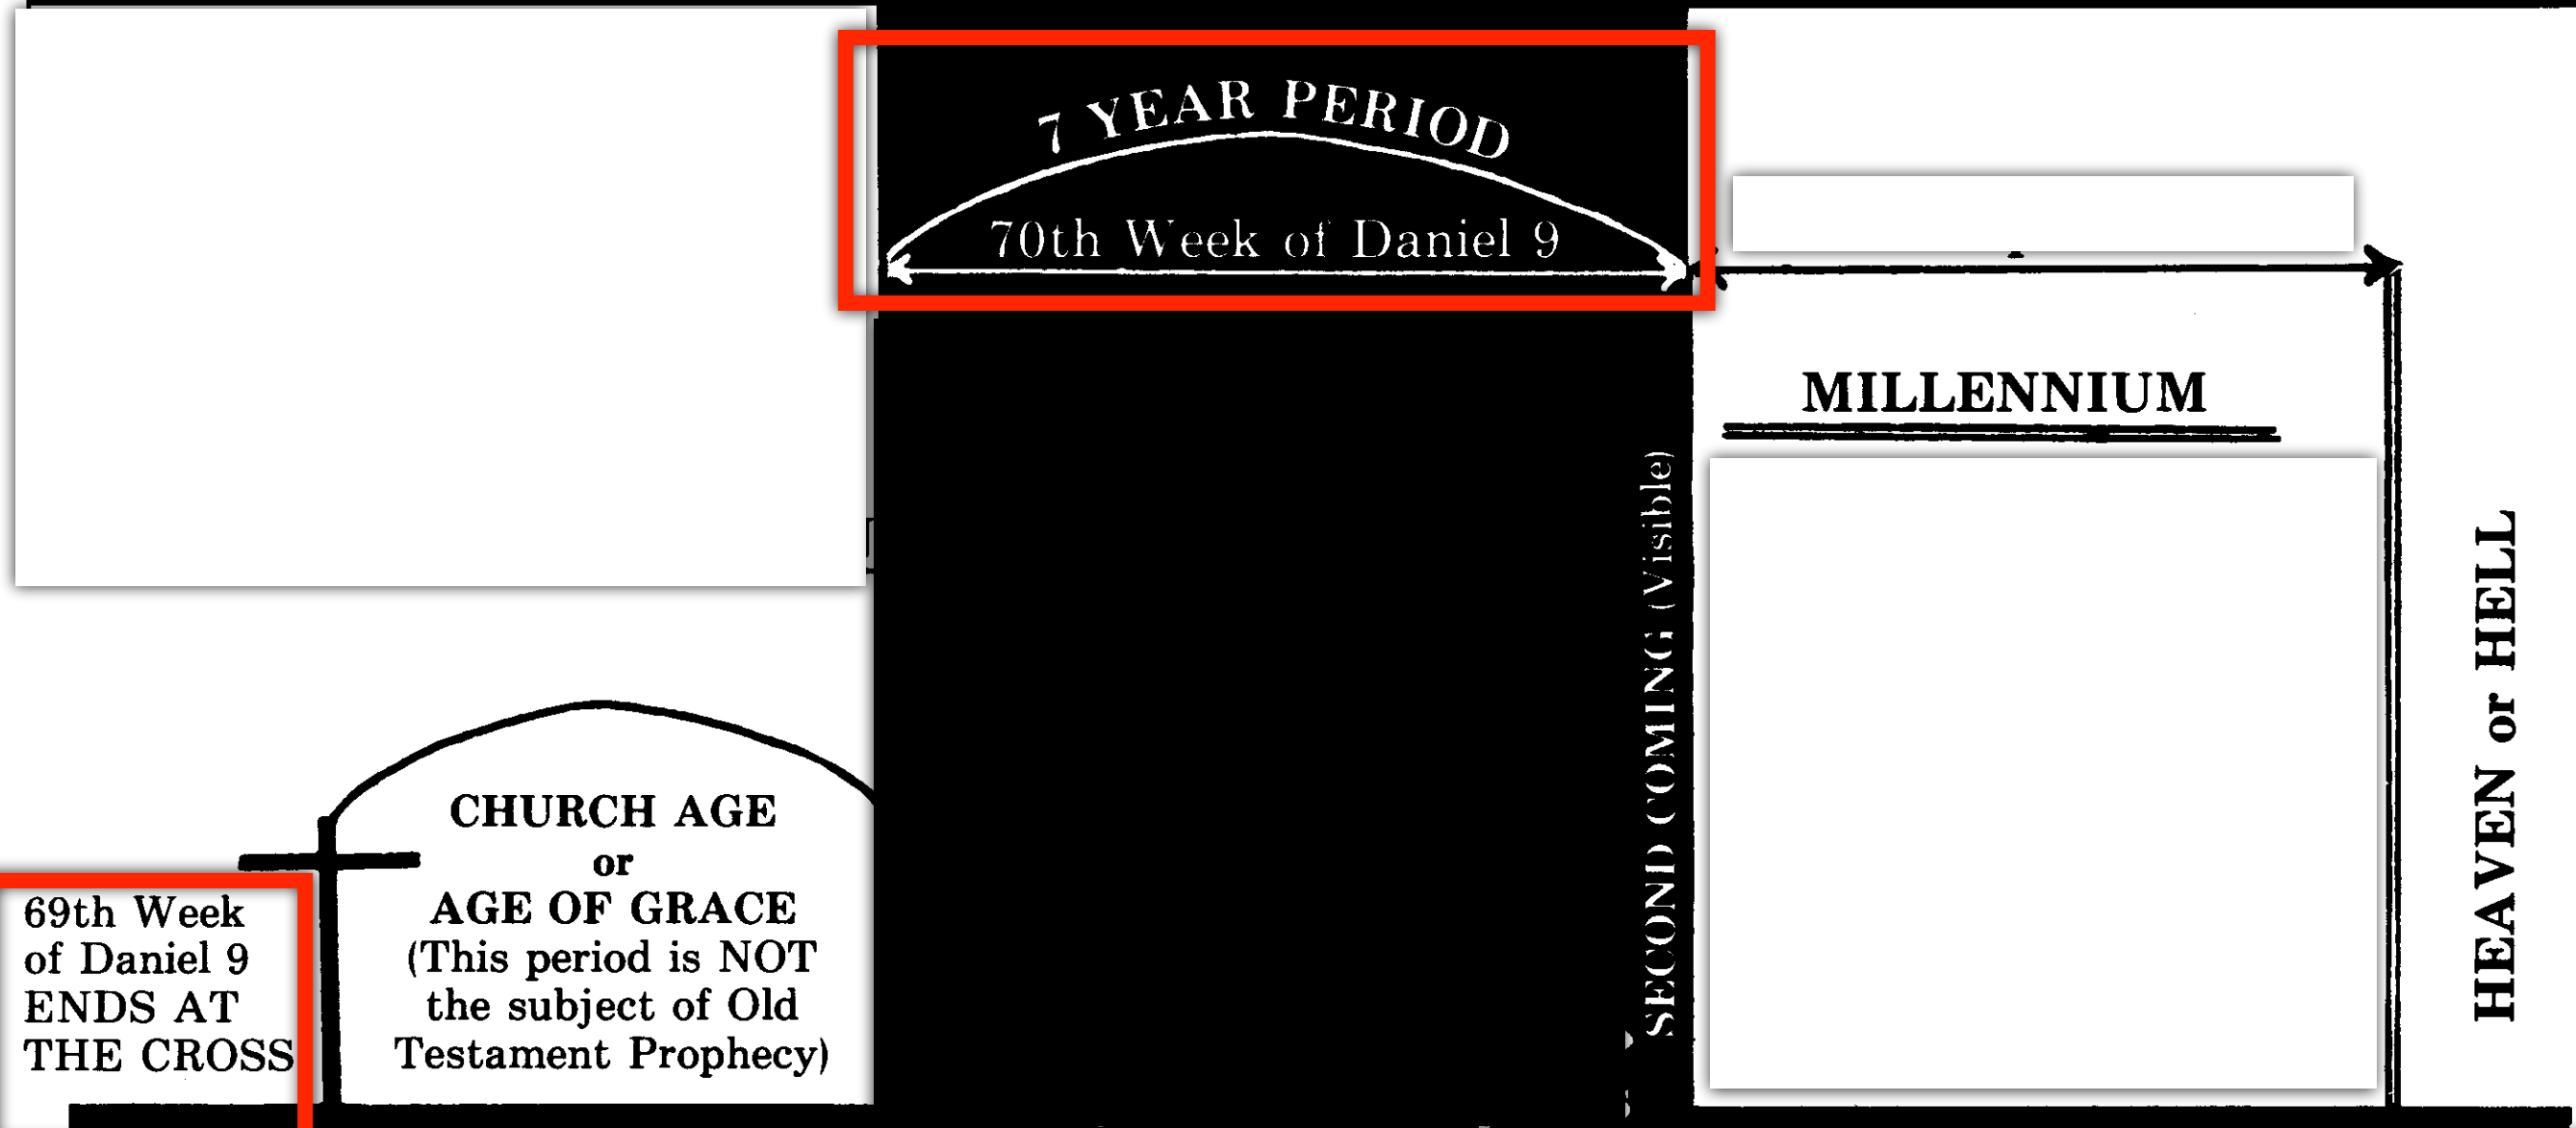 7 YEAR PERIOD
70th Week of Daniel 9
MILLENNIUM
SECOND COMING (Visible)
HEAVEN or HELL
CHURCH AGE
or
AGE OF GRACE
(This period is NOT
the subject of Old
Testament Prophecy)
69th Week
of Daniel 9
ENDS AT
THE CROSS